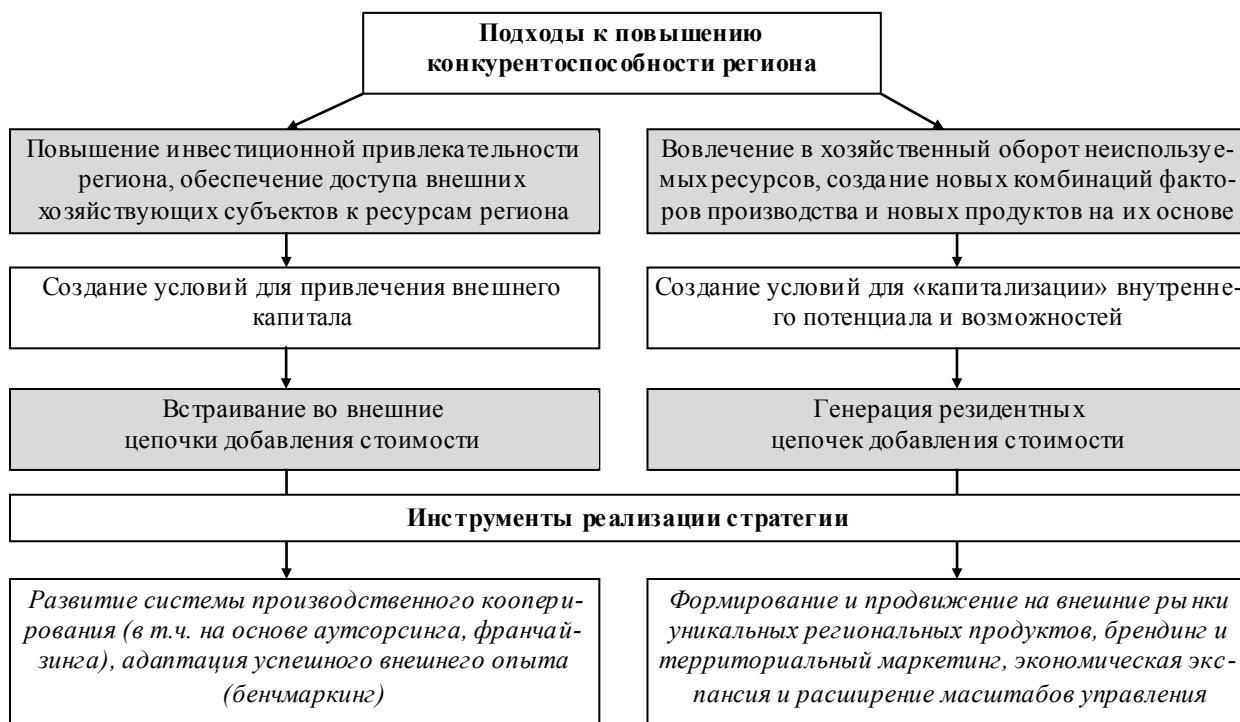 Подходы к повышению
конкурентоспособности региона
Повышение инвестиционной привлекательности
региона, обеспечение доступа внешних
хозяйствующих субъектов к ресурсам региона
Вовлечение в хозяйственный оборот неиспользуе-
мых ресурсов, создание новых комбинаций факто-
ров производства и новых продуктов на их основе
Создание условий для привлечения внешнего
капитала
Создание условий для «капитализации» внутренне-
го потенциала и возможностей
Встраивание во внешние
цепочки добавления стоимости
Генерация резидентных
цепочек добавления стоимости
Инструменты реализации стратегии
Развитие системы производственного коопери-
рования (в т.ч. на основе аутсорсинга, франчай-
зинга), адаптация успешного внешнего опыта
(бенчмаркинг)
Формирование и продвижение на внешние рынки
уникальных региональных продуктов, брендинг и
территориальный маркетинг, экономическая экс-
пансия и расширение масштабов управления